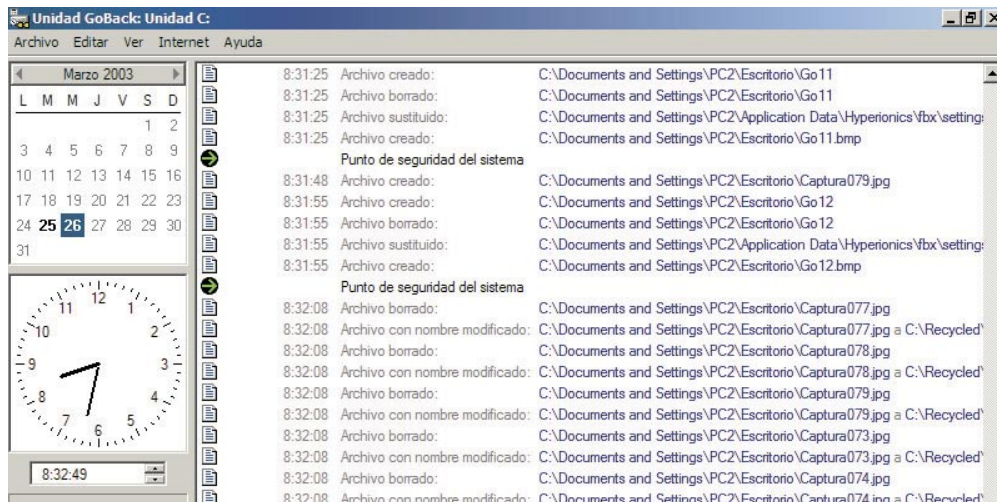 Unidad GoBack: Unidad C:
Archivo Editar Ver Internet Ayuda
Marzo 2003
L M M J V S D
1 2
3 4 5 6 7 8 9
10 11 12 13 14 15 16
17 18 19 20 21 22 23
24 25 26 27 28 29 30
31
12
11 1
10 2
9 3
8 4
7 5
6
8:32:49
8:31:25 Archivo creado: C:\Documents and Settings\PC2\Escritorio\Go11
8:31:25 Archivo borrado: C:\Documents and Settings\PC2\Escritorio\Go11
8:31:25 Archivo sustituido: C:\Documents and Settings\PC2\Application Data\Hyperionics\fbx\settings
8:31:25 Archivo creado: C:\Documents and Settings\PC2\Escritorio\Go11.bmp
Punto de seguridad del sistema
8:31:48 Archivo creado: C:\Documents and Settings\PC2\Escritorio\Captura079.jpg
8:31:55 Archivo creado: C:\Documents and Settings\PC2\Escritorio\Go12
8:31:55 Archivo borrado: C:\Documents and Settings\PC2\Escritorio\Go12
8:31:55 Archivo sustituido: C:\Documents and Settings\PC2\Application Data\Hyperionics\fbx\settings
8:31:55 Archivo creado: C:\Documents and Settings\PC2\Escritorio\Go12.bmp
Punto de seguridad del sistema
8:32:08 Archivo borrado: C:\Documents and Settings\PC2\Escritorio\Captura077.jpg
8:32:08 Archivo con nombre modificado: C:\Documents and Settings\PC2\Escritorio\Captura077.jpg a C:\Recycled\
8:32:08 Archivo borrado: C:\Documents and Settings\PC2\Escritorio\Captura078.jpg
8:32:08 Archivo con nombre modificado: C:\Documents and Settings\PC2\Escritorio\Captura078.jpg a C:\Recycled\
8:32:08 Archivo borrado: C:\Documents and Settings\PC2\Escritorio\Captura079.jpg
8:32:08 Archivo con nombre modificado: C:\Documents and Settings\PC2\Escritorio\Captura079.jpg a C:\Recycled\
8:32:08 Archivo borrado: C:\Documents and Settings\PC2\Escritorio\Captura073.jpg
8:32:08 Archivo con nombre modificado: C:\Documents and Settings\PC2\Escritorio\Captura073.jpg a C:\Recycled\
8:32:08 Archivo borrado: C:\Documents and Settings\PC2\Escritorio\Captura074.jpg
8:32:08 Archivo con nombre modificado: C:\Documents and Settings\PC2\Escritorio\Captura074.jpg a C:\Recycled\